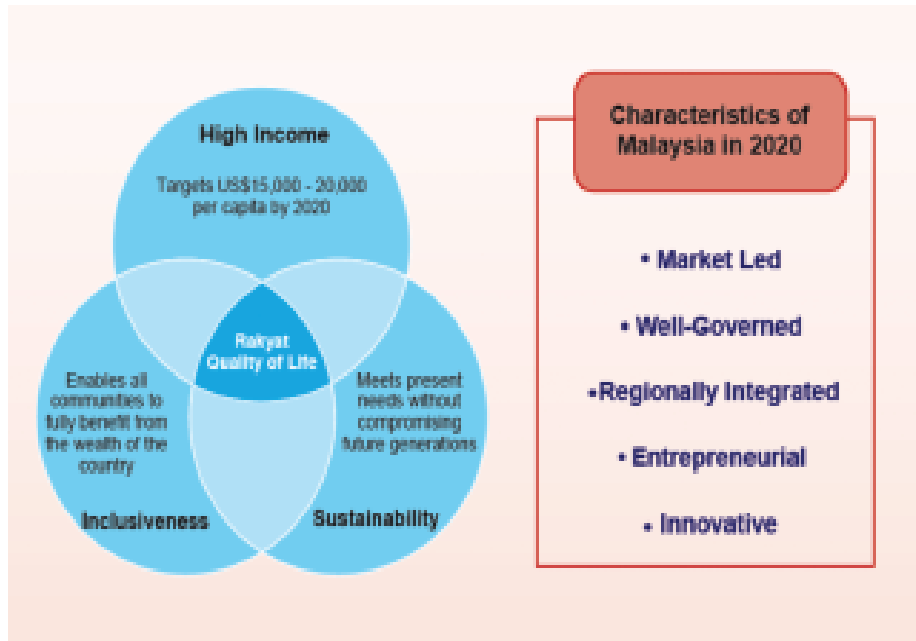 High Income
Targets US$15,000 - 20,000
per capita by 2020
Rakyat
Quality of Life
Enables all
communities to
fully benefit from
the wealth of the
country
Inclusiveness
Meets present
needs without
compromising
future generations
Sustainability
Characteristics of
Malaysia in 2020
• Market Led
• Well-Governed
•Regionally Integrated
• Entrepreneurial
• Innovative